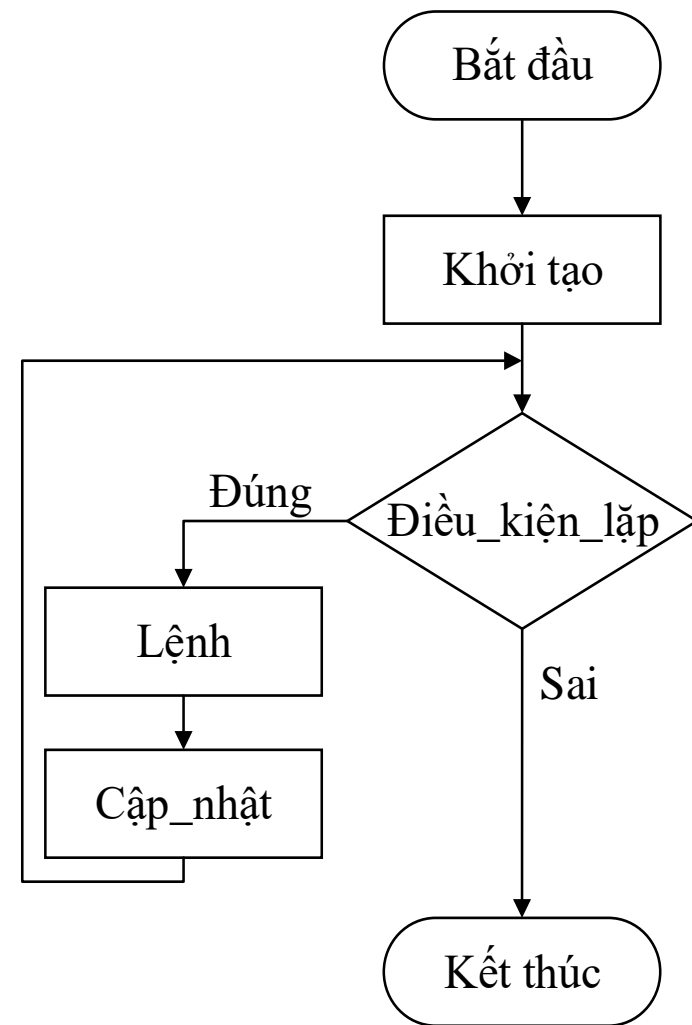 Bắt đầu
Khởi tạo
Điều_kiện_lặp
Đúng
Lệnh
Cập_nhật
Sai
Kết thúc